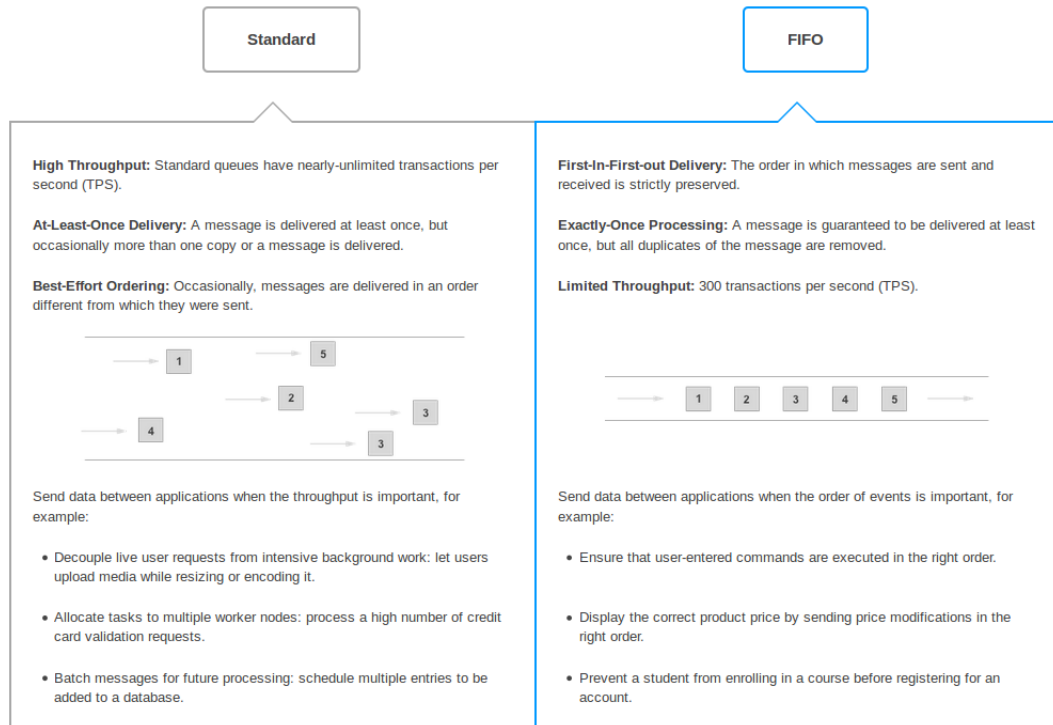 Standard
FIFO
High Throughput: Standard queues have nearly-unlimited transactions per
second (TPS).
At-Least-Once Delivery: A message is delivered at least once, but
occasionally more than one copy or a message is delivered.
Best-Effort Ordering: Occasionally, messages are delivered in an order
different from which they were sent.
1
5
2
3
4
3
Send data between applications when the throughput is important, for
example:
• Decouple live user requests from intensive background work: let users
upload media while resizing or encoding it.
• Allocate tasks to multiple worker nodes: process a high number of credit
card validation requests.
• Batch messages for future processing: schedule multiple entries to be
added to a database.
First-In-First-out Delivery: The order in which messages are sent and
received is strictly preserved.
Exactly-Once Processing: A message is guaranteed to be delivered at least
once, but all duplicates of the message are removed.
Limited Throughput: 300 transactions per second (TPS).
1 2 3 4 5
Send data between applications when the order of events is important, for
example:
• Ensure that user-entered commands are executed in the right order.
• Display the correct product price by sending price modifications in the
right order.
• Prevent a student from enrolling in a course before registering for an
account.